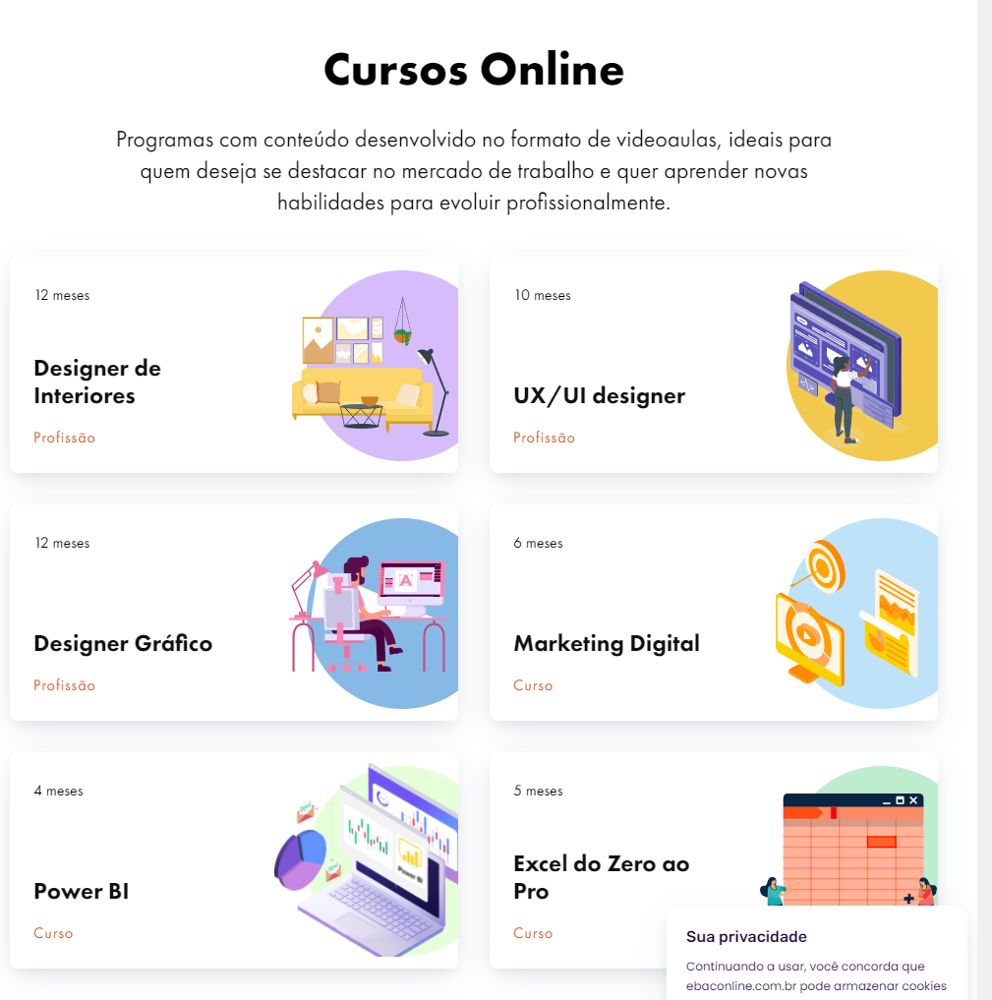 Cursos Online
Programas com conteúdo desenvolvido no formato de videoaulas, ideais para
quem deseja se destacar no mercado de trabalho e quer aprender novas
habilidades para evoluir profissionalmente.
12 meses
Designer de
Interiores
Profissão
10 meses
UX/UI designer
Profissão
12 meses
Designer Gráfico
Profissão
A
6 meses
Marketing Digital
Curso
4 meses
Power BI
Curso
Power BI
5 meses
Excel do Zero ao
Pro
Curso
Sua privacidade
Continuando a usar, você concorda que
ebaconline.com.br pode armazenar cookies